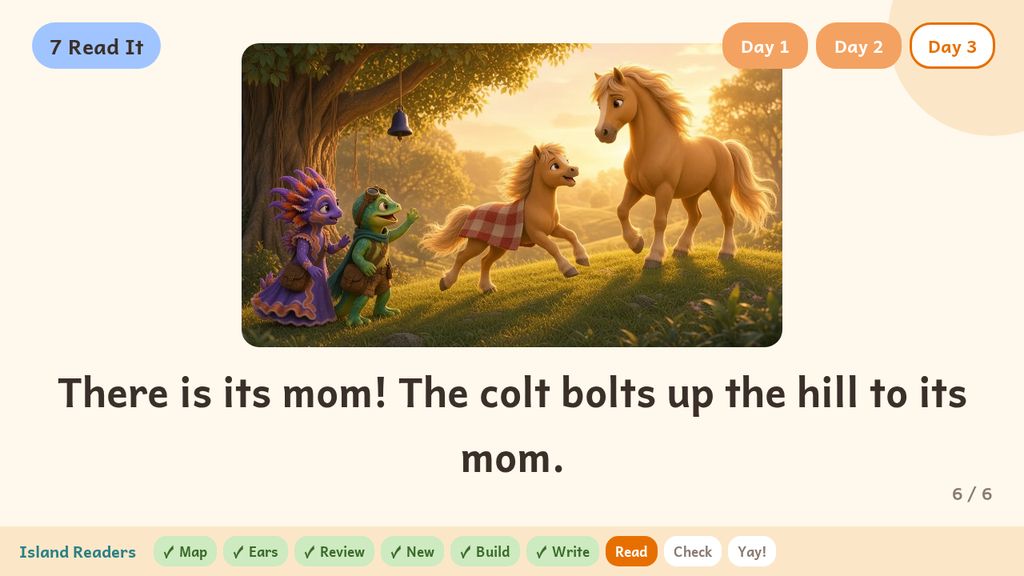 7 Read It
Day 1
Day 2
Day 3
There is its mom! The colt bolts up the hill to its
mom.
6 / 6
Island Readers
✓ Map
✓ Ears
✓ Review
✓ New
✓ Build
✓ Write
Read
Check
Yay!